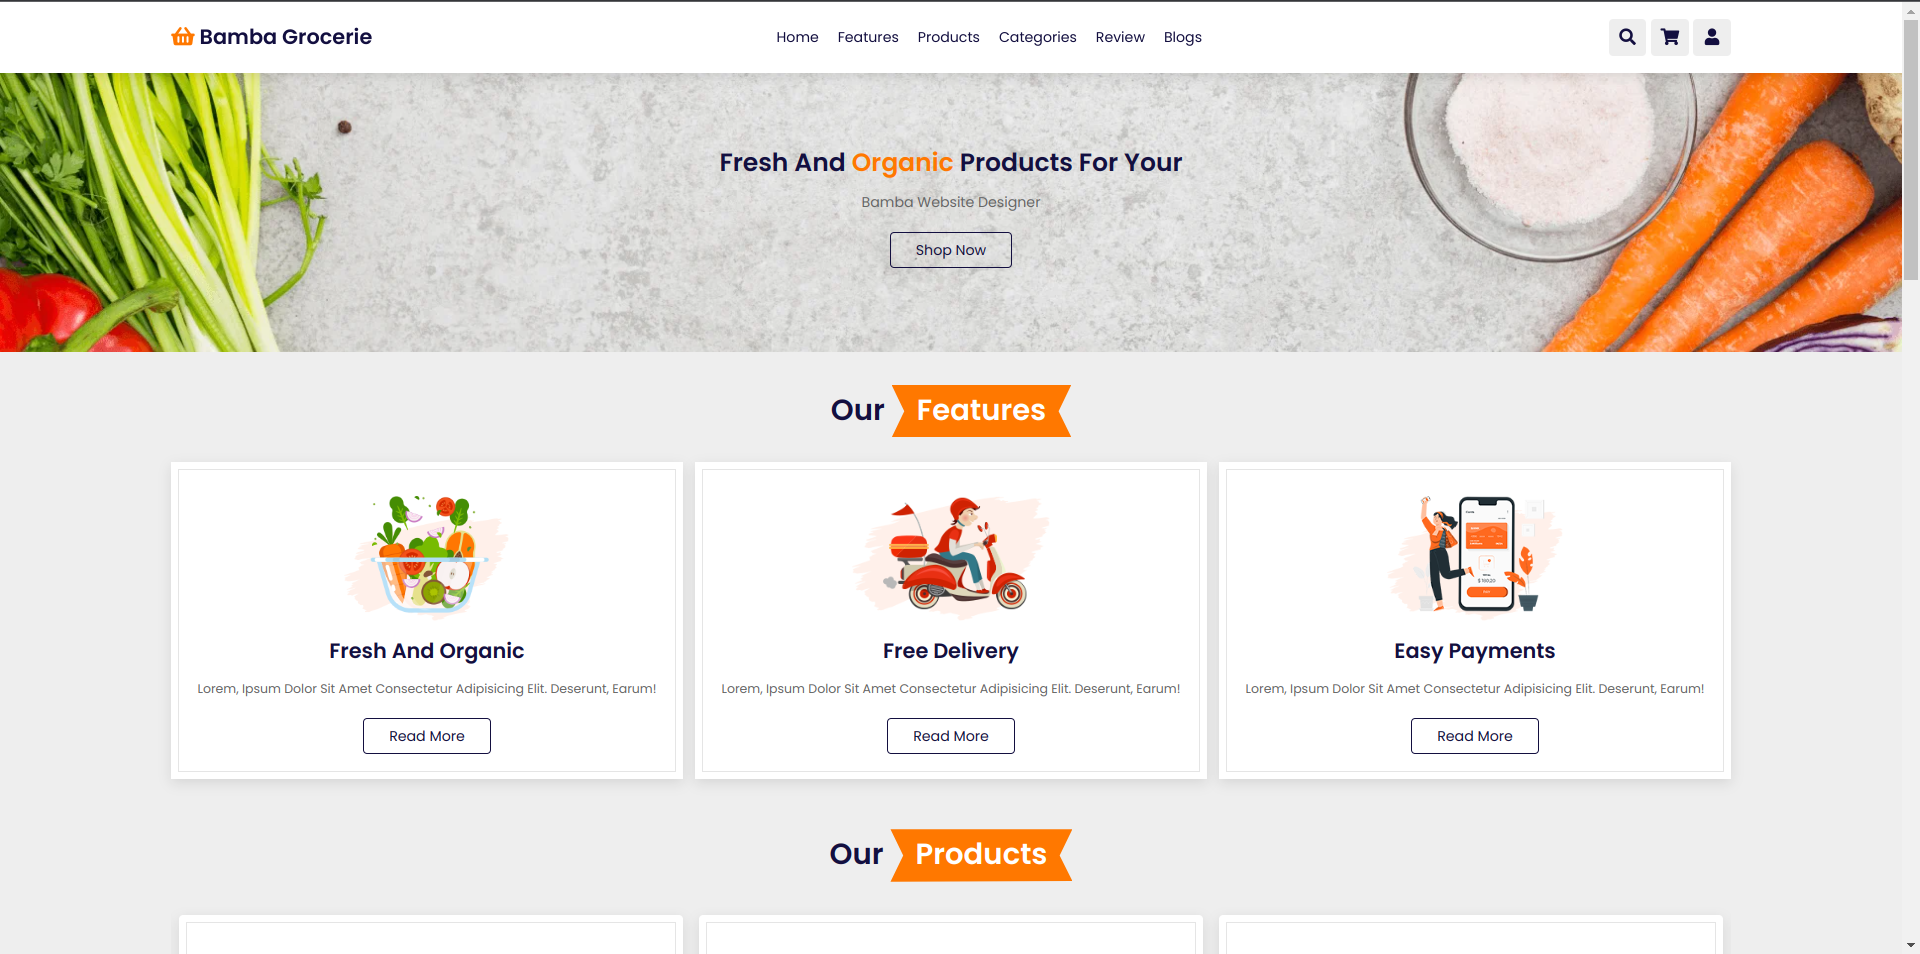 Bamba Grocerie
Home Features Products Categories Review Blogs
Fresh And Organic Products For Your
Bamba Website Designer
Shop Now
Our Features
Fresh And Organic
Lorem, Ipsum Dolor Sit Amet Consectetur Adipisicing Elit. Deserunt, Earum!
Read More
Free Delivery
Lorem, Ipsum Dolor Sit Amet Consectetur Adipisicing Elit. Deserunt, Earum!
Read More
Easy Payments
Lorem, Ipsum Dolor Sit Amet Consectetur Adipisicing Elit. Deserunt, Earum!
Read More
Our Products